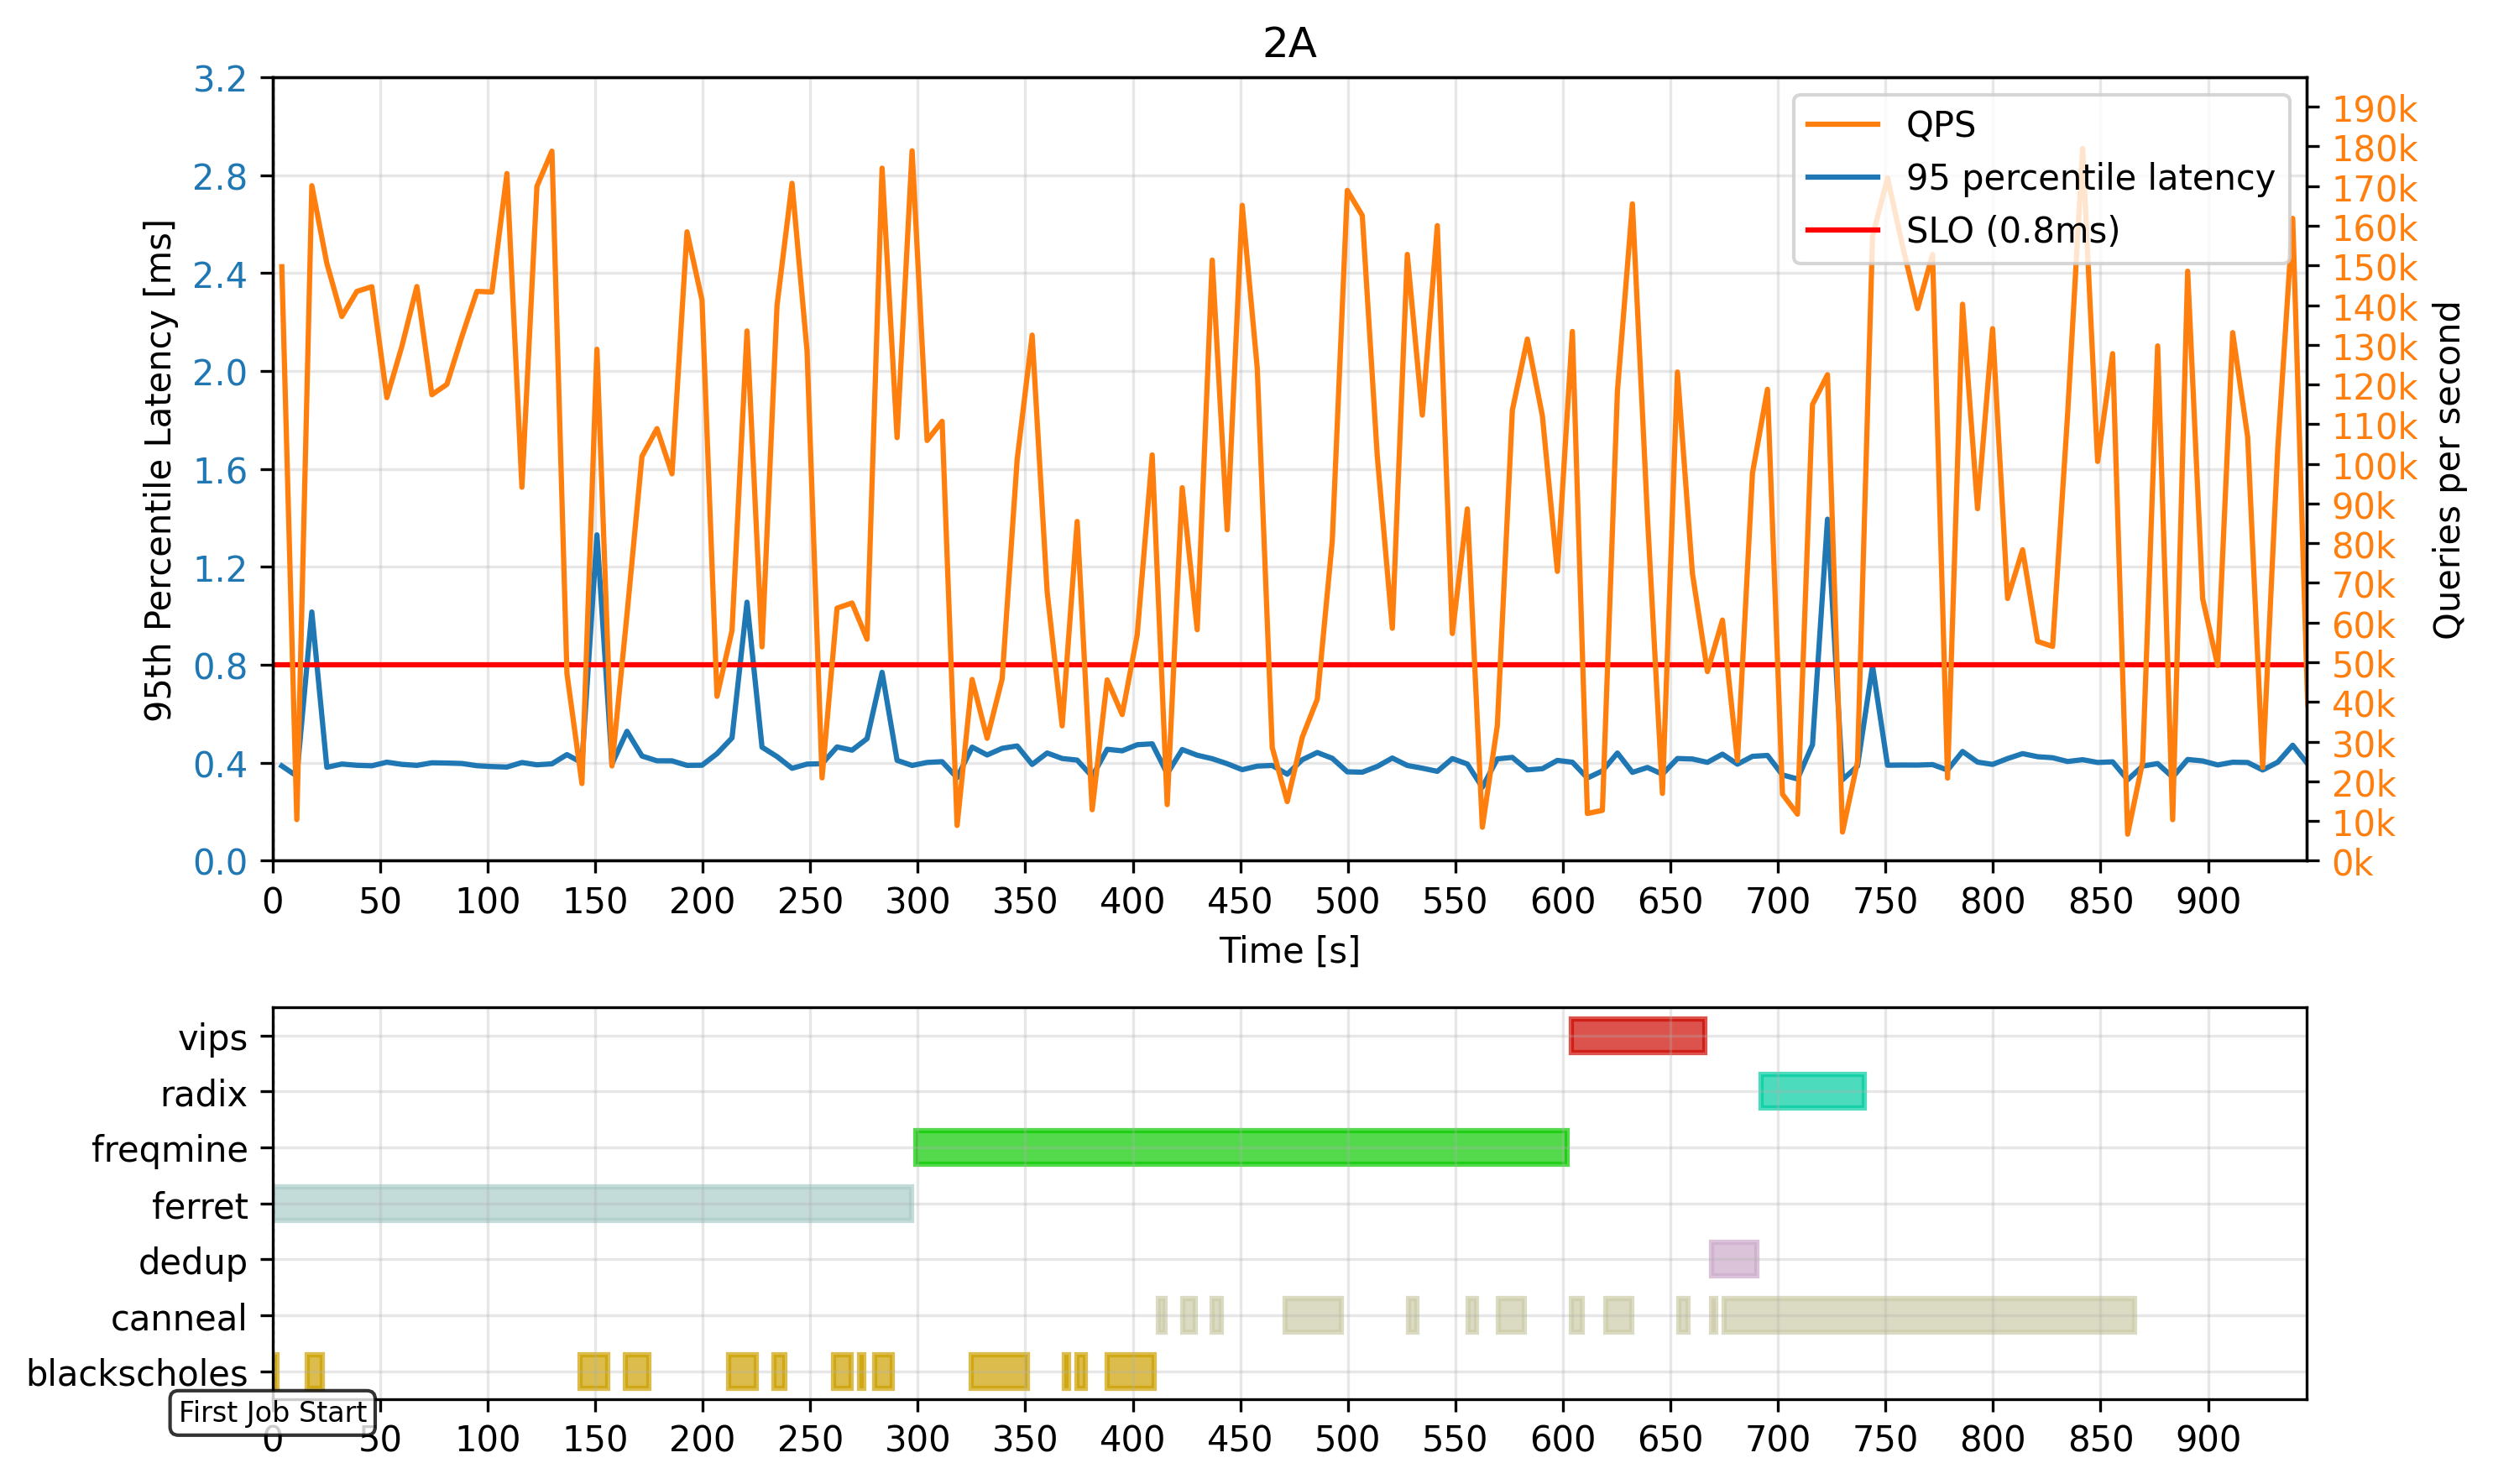 2A
3.2
2.8
2.4
2.0
1.6
1.2
0.8
0.4
0.0
95th Percentile Latency [ms]
190k
180k
170k
160k
150k
140k
130k
120k
110k
100k
90k
80k
70k
60k
50k
40k
30k
20k
10k
0k
Queries per second
QPS
95 percentile latency
SLO (0.8ms)
0 50 100 150 200 250 300 350 400 450 500 550 600 650 700 750 800 850 900
Time [s]
vips
radix
freqmine
ferret
dedup
canneal
blackscholes
First Job Start
0 50 100 150 200 250 300 350 400 450 500 550 600 650 700 750 800 850 900